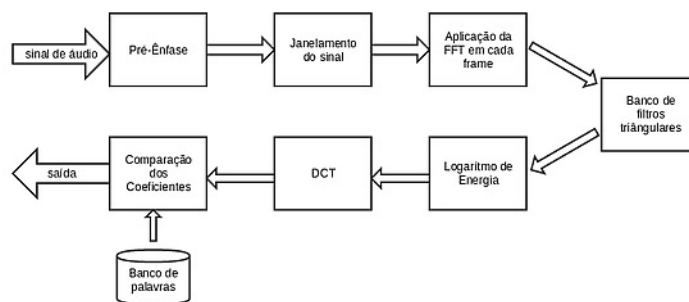 sinal de áudio
Pré-Ênfase
Janelamento
do sinal
Aplicação da
FFT em cada
frame
Banco de
filtros
triângulares
Logaritmo de
Energia
DCT
Comparação
dos
Coeficientes
saída
Banco de
palavras